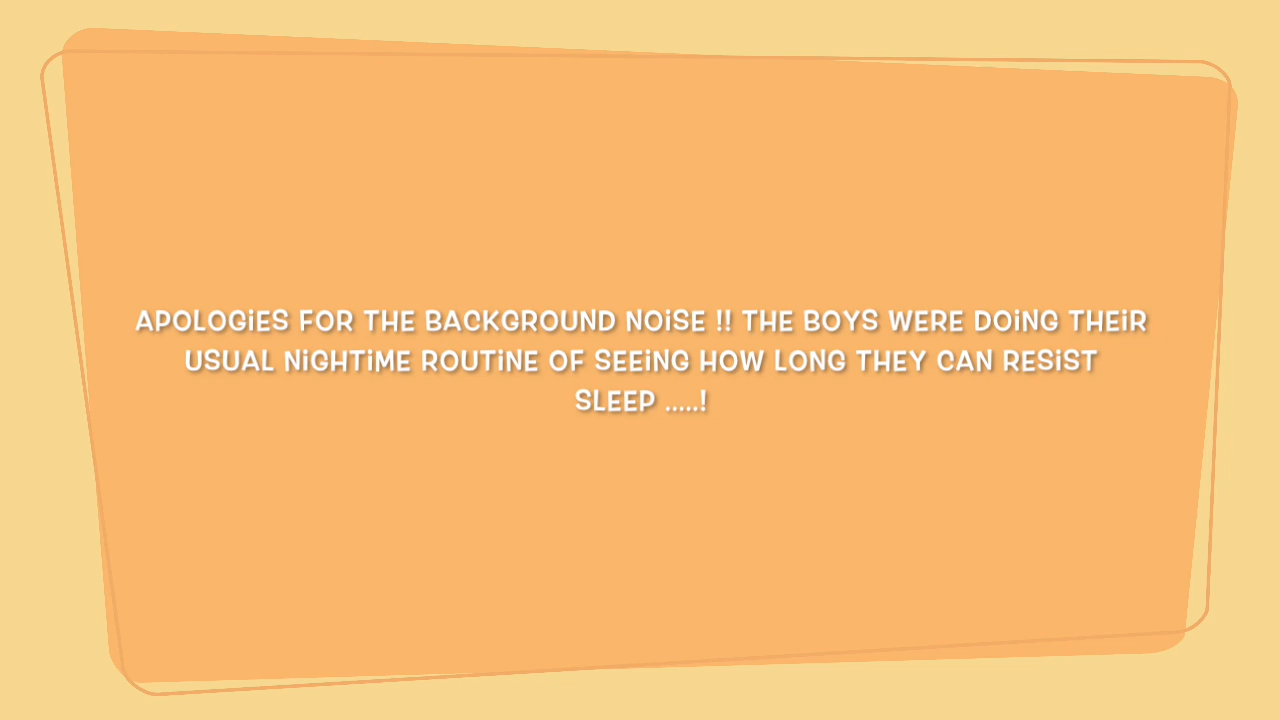 APOLOGiES FOR THE BACKGROUND NOiSE !! THE BOYS WERE DOiNG THEiR
USUAL NiGHTiME ROUTiNE OF SEEiNG HOW LONG THEY CAN RESiST
SLEEP .....!